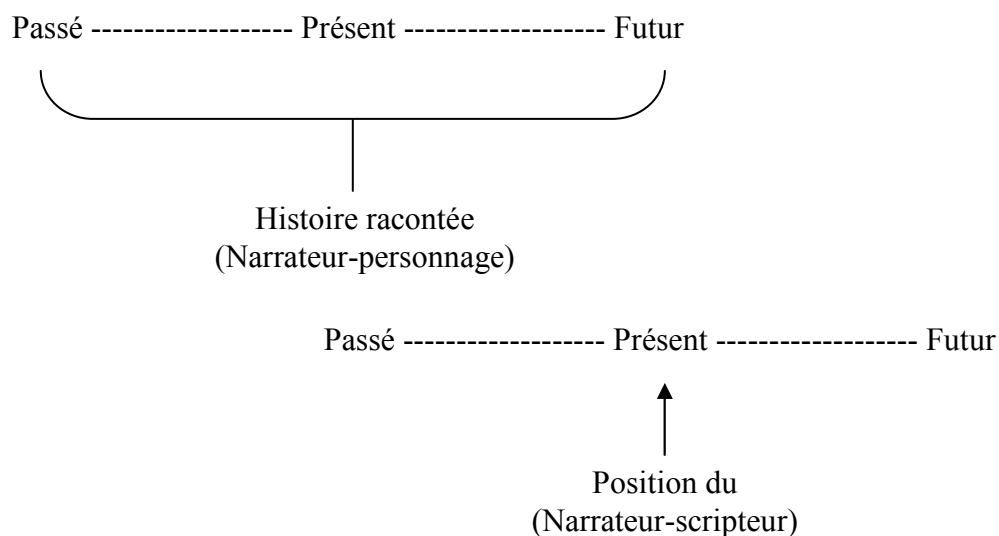 Passé ------------------- Présent ------------------- Futur
Histoire racontée
(Narrateur-personnage)
Passé ------------------- Présent ------------------- Futur
Position du
(Narrateur-scripteur)